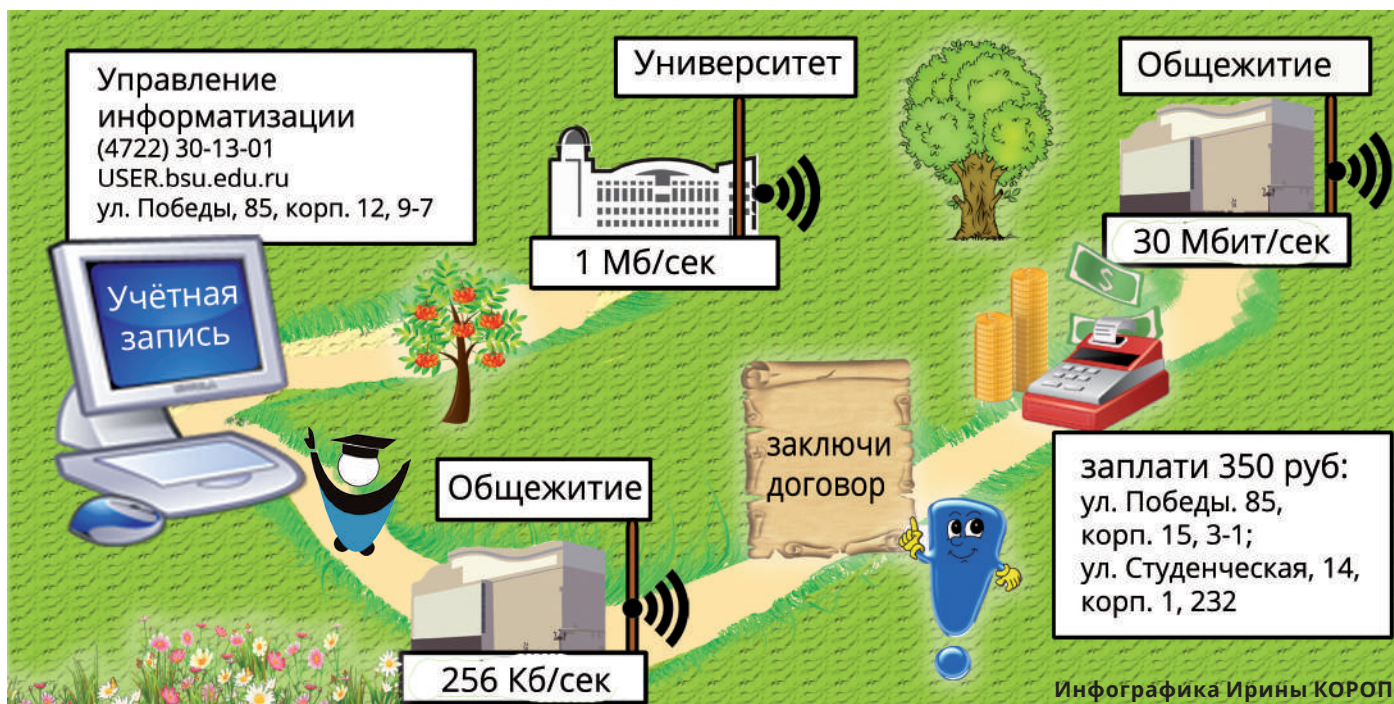 Управление
информатизации
(4722) 30-13-01
USER.bsu.edu.ru
ул. Победы, 85, корп. 12, 9-7
Учётная
запись
Университет
1 Мб/сек
Общежитие
30 Мбит/сек
Общежитие
256 Кб/сек
заключи
договор
заплати 350 руб:
ул. Победы. 85,
корп. 15, 3-1;
ул. Студенческая, 14,
корп. 1, 232
Инфографика Ирины КОРОП